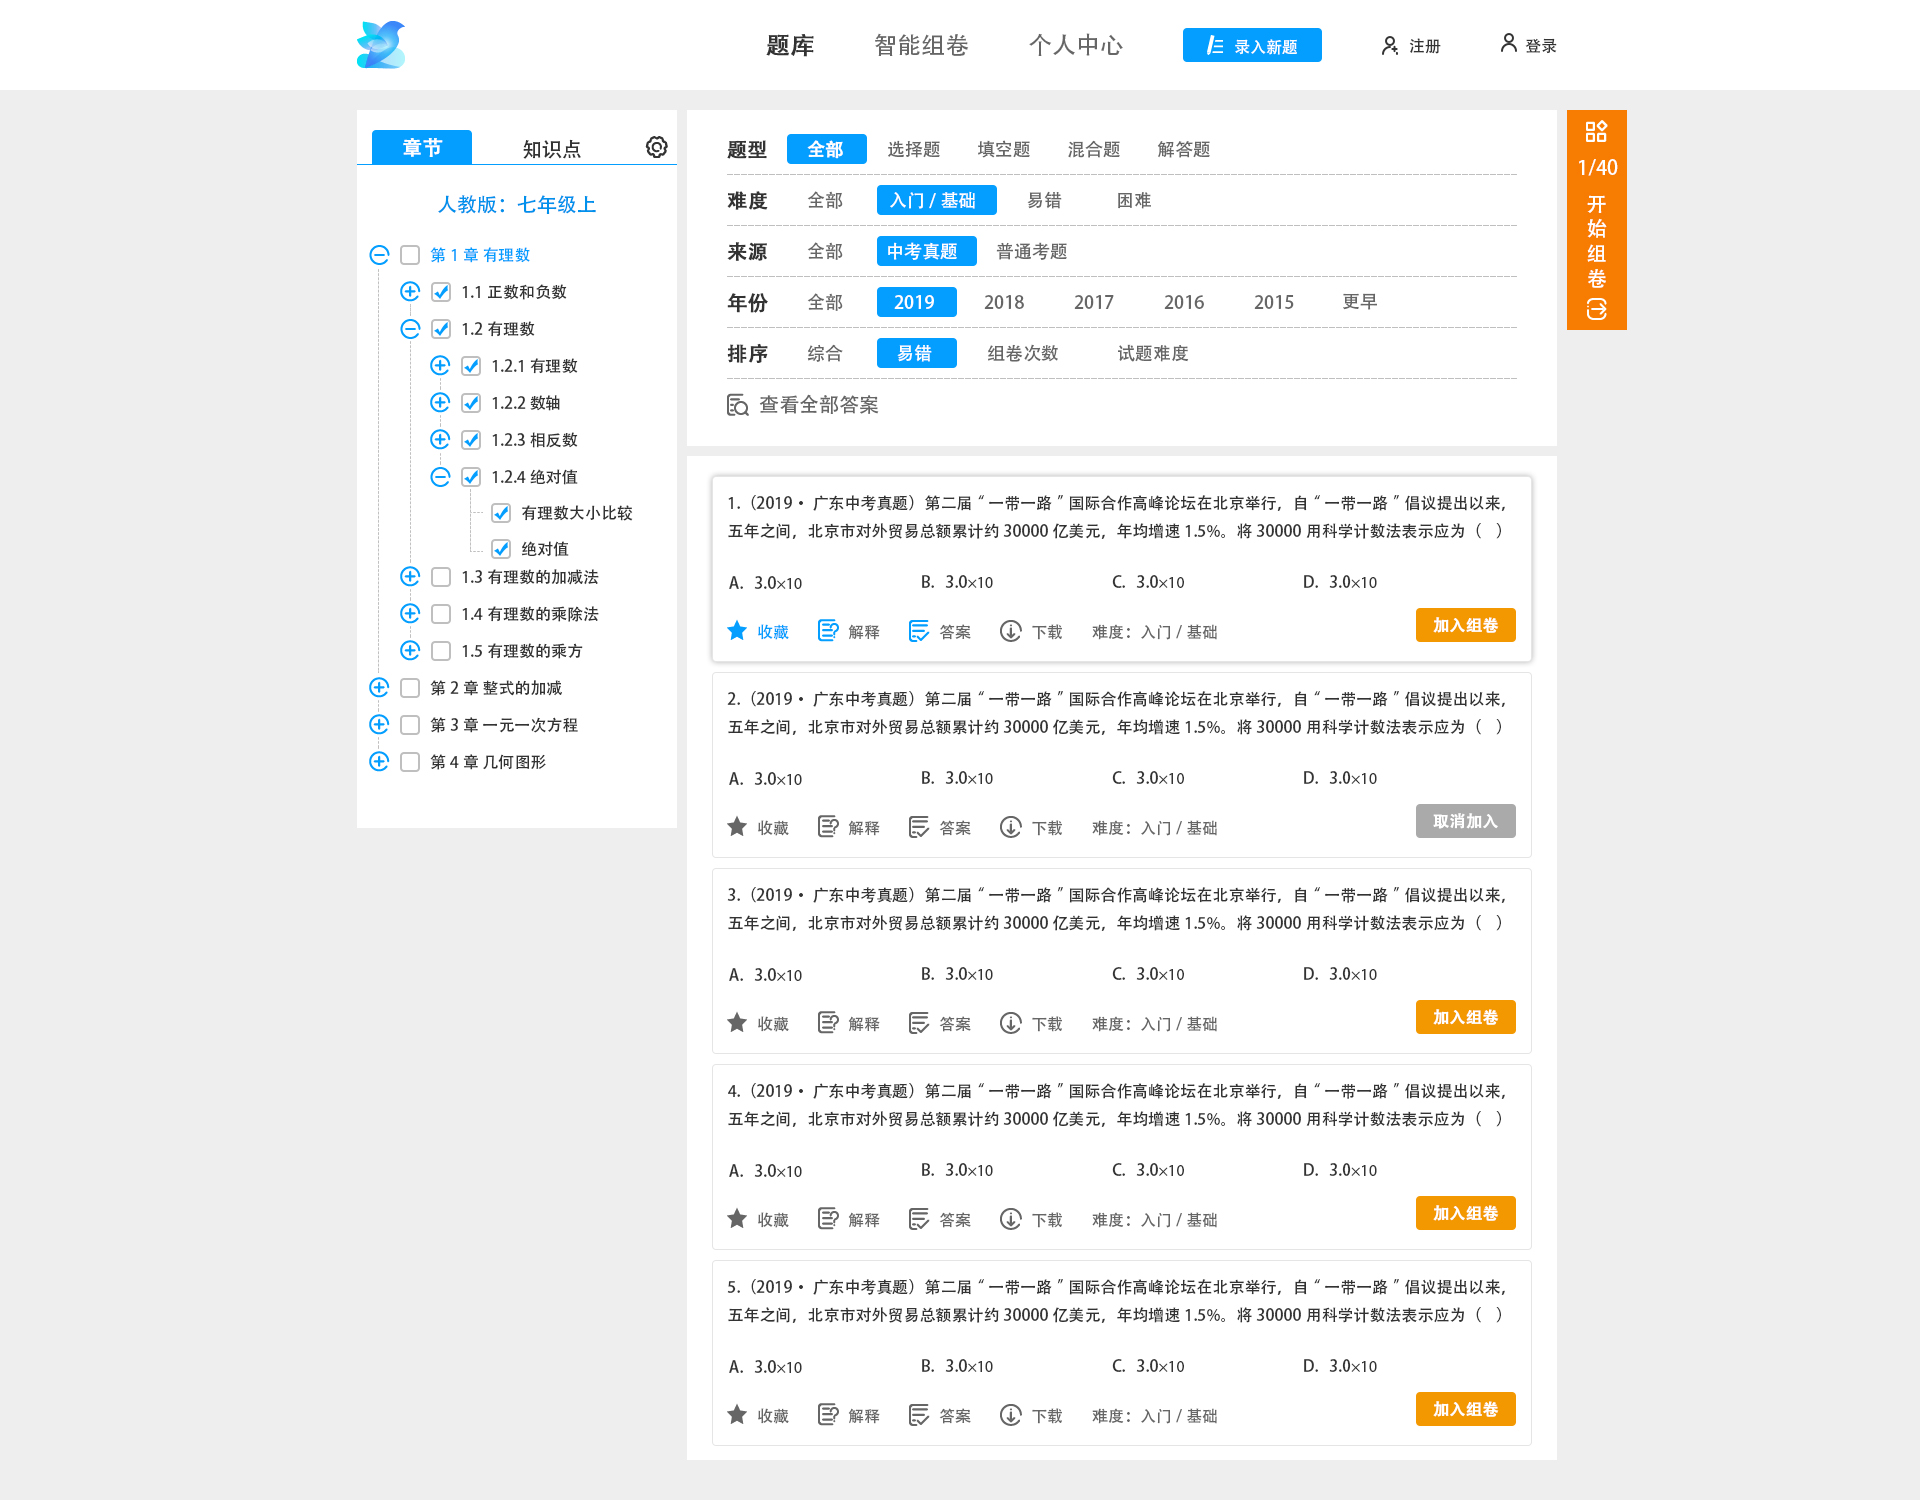 题库 智能组卷 个人中心 录入新题 注册 登录
章节 知识点
人教版：七年级上
第 1 章 有理数
1.1 正数和负数
1.2 有理数
1.2.1 有理数
1.2.2 数轴
1.2.3 相反数
1.2.4 绝对值
有理数大小比较
绝对值
1.3 有理数的加减法
1.4 有理数的乘除法
1.5 有理数的乘方
第 2 章 整式的加减
第 3 章 一元一次方程
第 4 章 几何图形
题型 全部 选择题 填空题 混合题 解答题
难度 全部 入门 / 基础 易错 困难
来源 全部 中考真题 普通考题
年份 全部 2019 2018 2017 2016 2015 更早
排序 综合 易错 组卷次数 试题难度
查看全部答案
1.（2019 • 广东中考真题）第二届 “ 一带一路 ” 国际合作高峰论坛在北京举行，自 “ 一带一路 ” 倡议提出以来，
五年之间，北京市对外贸易总额累计约 30000 亿美元，年均增速 1.5%。将 30000 用科学计数法表示应为（ ）
A. 3.0×10 B. 3.0×10 C. 3.0×10 D. 3.0×10
收藏 解释 答案 下载 难度：入门 / 基础 加入组卷
2.（2019 • 广东中考真题）第二届 “ 一带一路 ” 国际合作高峰论坛在北京举行，自 “ 一带一路 ” 倡议提出以来，
五年之间，北京市对外贸易总额累计约 30000 亿美元，年均增速 1.5%。将 30000 用科学计数法表示应为（ ）
A. 3.0×10 B. 3.0×10 C. 3.0×10 D. 3.0×10
收藏 解释 答案 下载 难度：入门 / 基础 取消加入
3.（2019 • 广东中考真题）第二届 “ 一带一路 ” 国际合作高峰论坛在北京举行，自 “ 一带一路 ” 倡议提出以来，
五年之间，北京市对外贸易总额累计约 30000 亿美元，年均增速 1.5%。将 30000 用科学计数法表示应为（ ）
A. 3.0×10 B. 3.0×10 C. 3.0×10 D. 3.0×10
收藏 解释 答案 下载 难度：入门 / 基础 加入组卷
4.（2019 • 广东中考真题）第二届 “ 一带一路 ” 国际合作高峰论坛在北京举行，自 “ 一带一路 ” 倡议提出以来，
五年之间，北京市对外贸易总额累计约 30000 亿美元，年均增速 1.5%。将 30000 用科学计数法表示应为（ ）
A. 3.0×10 B. 3.0×10 C. 3.0×10 D. 3.0×10
收藏 解释 答案 下载 难度：入门 / 基础 加入组卷
5.（2019 • 广东中考真题）第二届 “ 一带一路 ” 国际合作高峰论坛在北京举行，自 “ 一带一路 ” 倡议提出以来，
五年之间，北京市对外贸易总额累计约 30000 亿美元，年均增速 1.5%。将 30000 用科学计数法表示应为（ ）
A. 3.0×10 B. 3.0×10 C. 3.0×10 D. 3.0×10
收藏 解释 答案 下载 难度：入门 / 基础 加入组卷
1/40
开始组卷